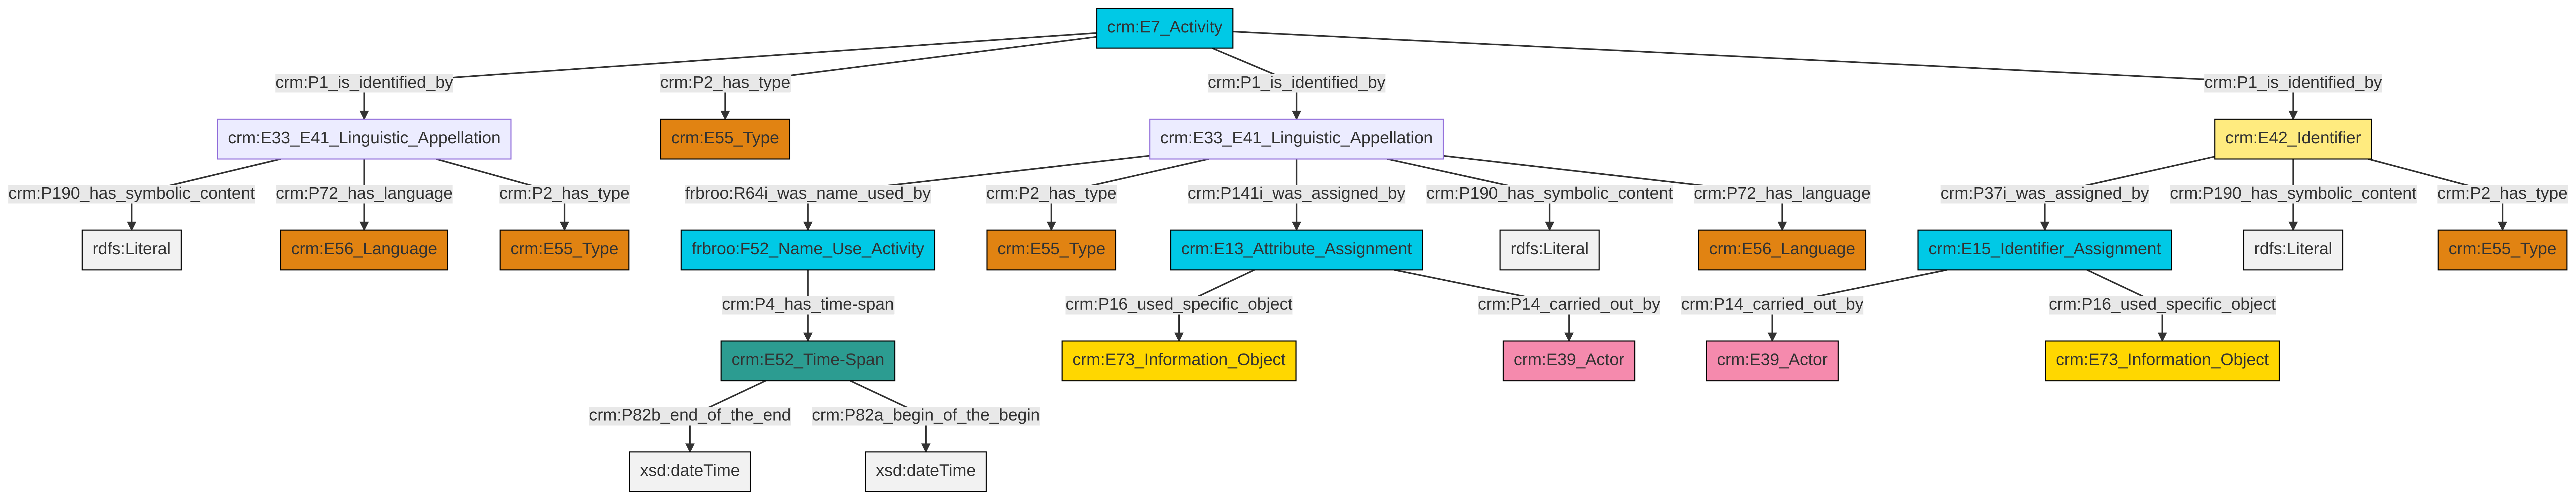 crm:E7_Activity
crm:P1_is_identified_by
crm:P2_has_type
crm:P1_is_identified_by
crm:P1_is_identified_by
crm:E33_E41_Linguistic_Appellation
crm:E55_Type
crm:E33_E41_Linguistic_Appellation
crm:E42_Identifier
crm:P190_has_symbolic_content
crm:P72_has_language
crm:P2_has_type
frbroo:R64i_was_name_used_by
crm:P2_has_type
crm:P141i_was_assigned_by
crm:P190_has_symbolic_content
crm:P72_has_language
crm:P37i_was_assigned_by
crm:P190_has_symbolic_content
crm:P2_has_type
rdfs:Literal
crm:E56_Language
crm:E55_Type
frbroo:F52_Name_Use_Activity
crm:E55_Type
crm:E13_Attribute_Assignment
rdfs:Literal
crm:E56_Language
crm:E15_Identifier_Assignment
rdfs:Literal
crm:E55_Type
crm:P4_has_time-span
crm:P16_used_specific_object
crm:P14_carried_out_by
crm:P14_carried_out_by
crm:P16_used_specific_object
crm:E52_Time-Span
crm:E73_Information_Object
crm:E39_Actor
crm:E39_Actor
crm:E73_Information_Object
crm:P82b_end_of_the_end
crm:P82a_begin_of_the_begin
xsd:dateTime
xsd:dateTime